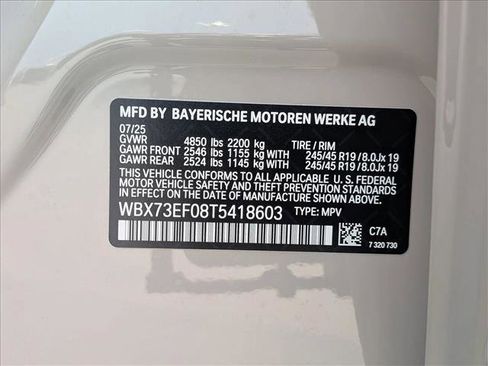 MFD BY BAYERISCHE MOTOREN WERKE AG
07/25
GVWR 4850 lbs 2200 kg TIRE / RIM
GAWR FRONT 2546 lbs 1155 kg WITH 245/45 R19 / 8.0Jx 19
GAWR REAR 2524 lbs 1145 kg WITH 245/45 R19 / 8.0Jx 19
THIS VEHICLE CONFORMS TO ALL APPLICABLE U.S. FEDERAL
MOTOR VEHICLE SAFETY, BUMPER, AND THEFT PREVENTION
STANDARDS IN EFFECT ON THE DATE OF MANUFACTURE SHOWN ABOVE.
WBX73EF08T5418603 TYPE: MPV
C7A
7 320 730